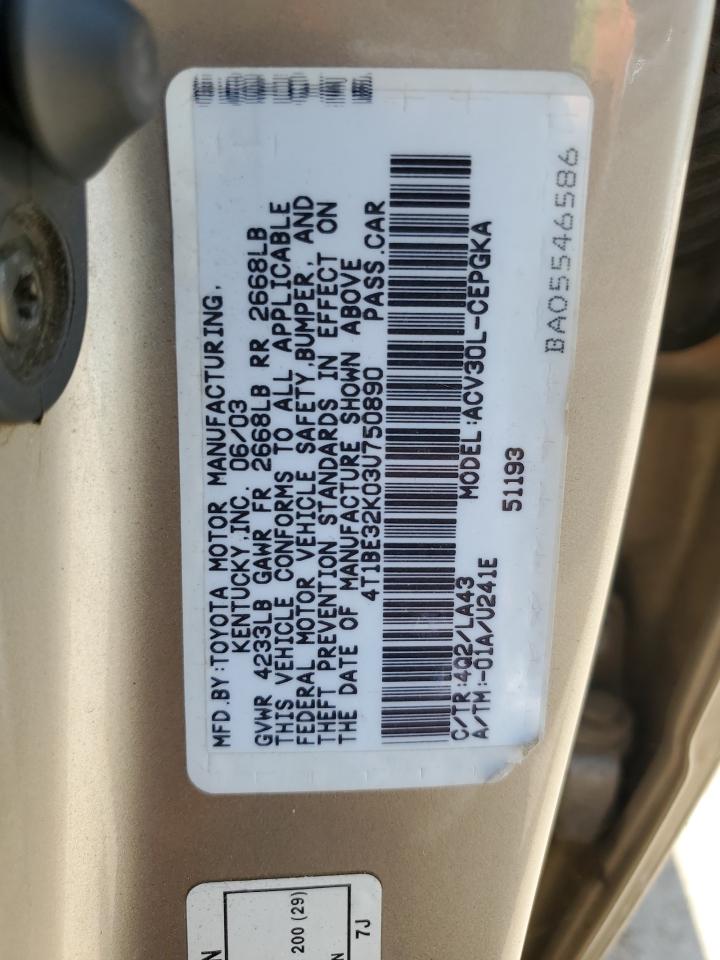 MFD.BY:TOYOTA MOTOR MANUFACTURING,
KENTUCKY,INC. 06/03
GVWR 4233LB GAWR FR 2668LB RR 2668LB
THIS VEHICLE CONFORMS TO ALL APPLICABLE
FEDERAL MOTOR VEHICLE SAFETY,BUMPER, AND
THEFT PREVENTION STANDARDS IN EFFECT ON
THE DATE OF MANUFACTURE SHOWN ABOVE
4T1BE32K03U750890 PASS.CAR
C/TR:4Q2/LA43 MODEL:ACV30L-CEPGKA
A/TM:-01A/U241E 51193
BA05546586
200 (29)
7J